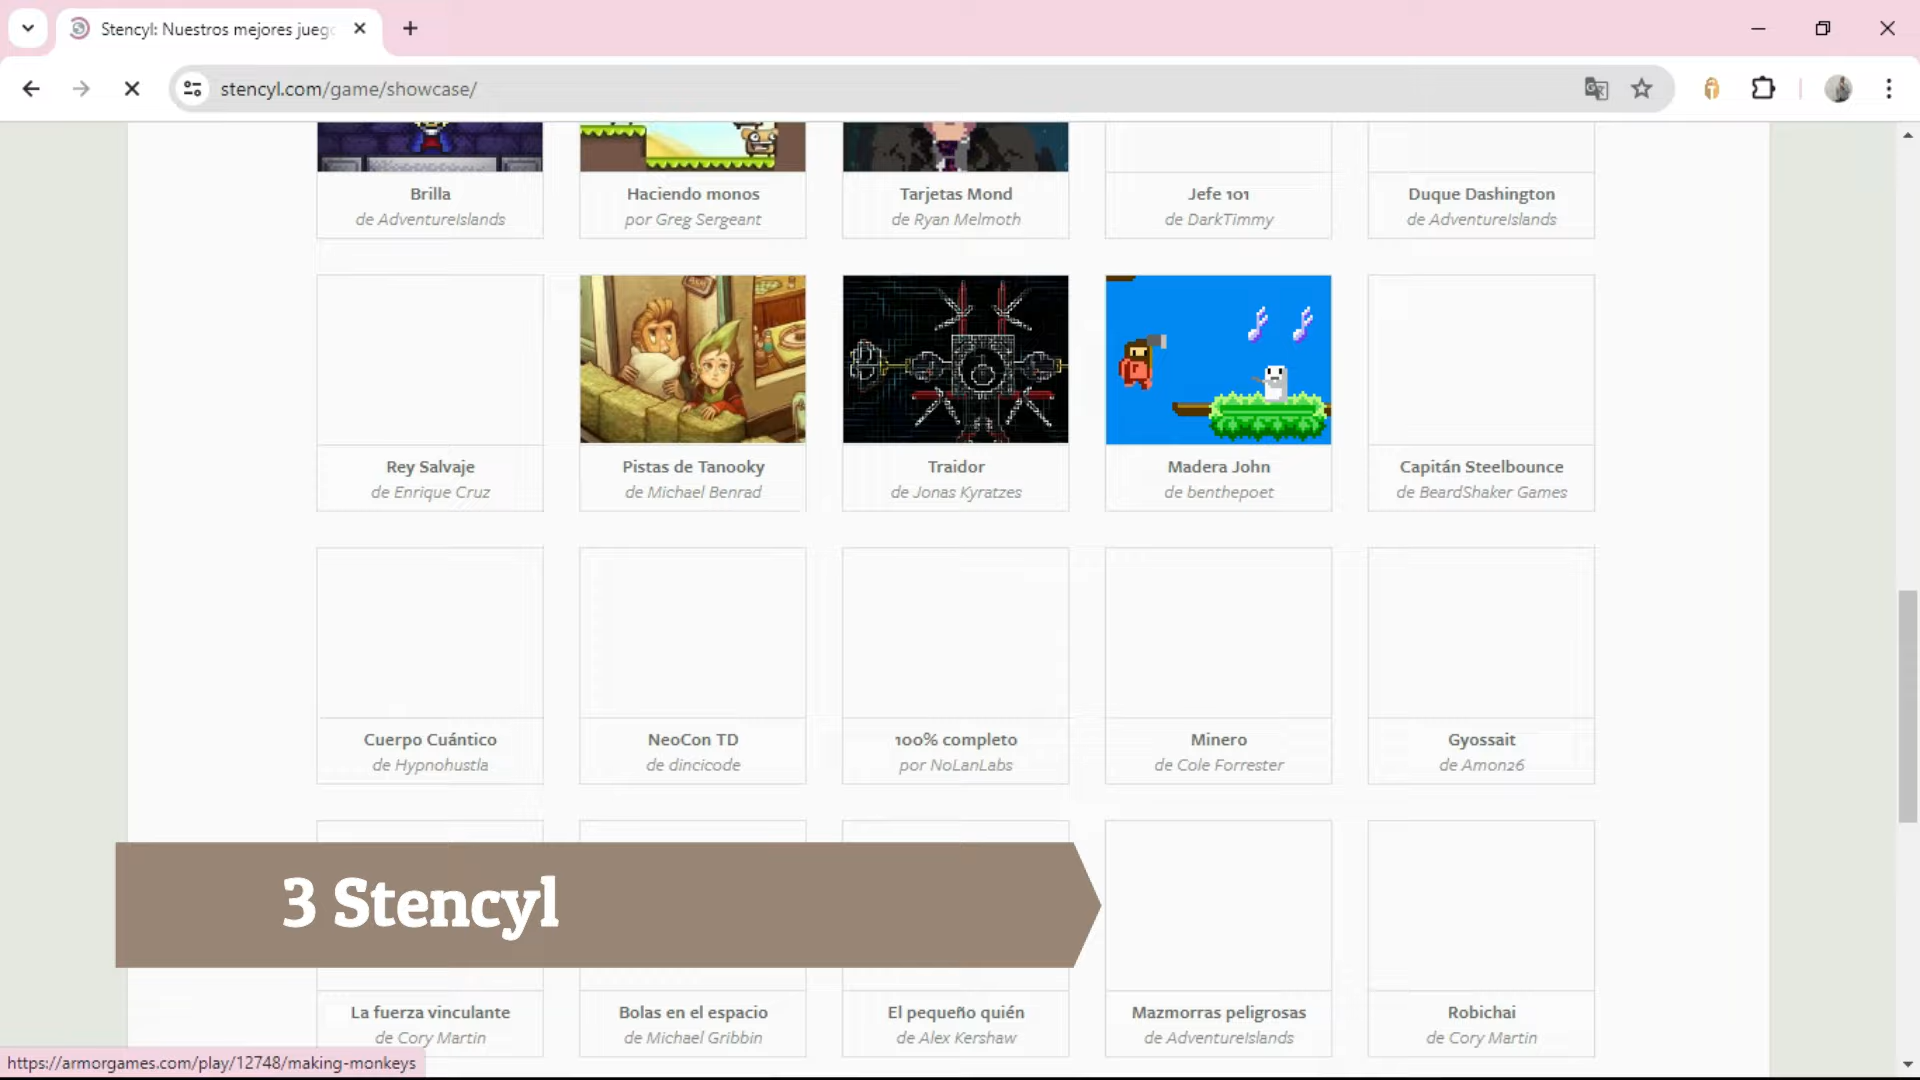 Stencyl: Nuestros mejores jueg
stencyl.com/game/showcase/
Brilla
de AdventureIslands
Haciendo monos
por Greg Sergeant
Tarjetas Mond
de Ryan Melmoth
Jefe 101
de DarkTimmy
Duque Dashington
de AdventureIslands
Rey Salvaje
de Enrique Cruz
Pistas de Tanooky
de Michael Benrad
Traidor
de Jonas Kyratzes
Madera John
de benthepoet
Capitán Steelbounce
de BeardShaker Games
Cuerpo Cuántico
de Hypnohustla
NeoCon TD
de dincicode
100% completo
por NoLanLabs
Minero
de Cole Forrester
Gyossait
de Amon26
3 Stencyl
La fuerza vinculante
de Cory Martin
Bolas en el espacio
de Michael Gribbin
El pequeño quién
de Alex Kershaw
Mazmorras peligrosas
de AdventureIslands
Robichai
de Cory Martin
https://armorgames.com/play/12748/making-monkeys